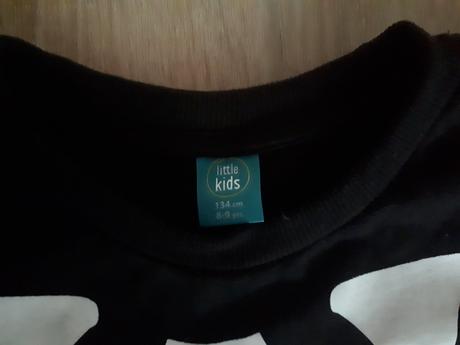 little
kids
134 cm
8-9 yrs.